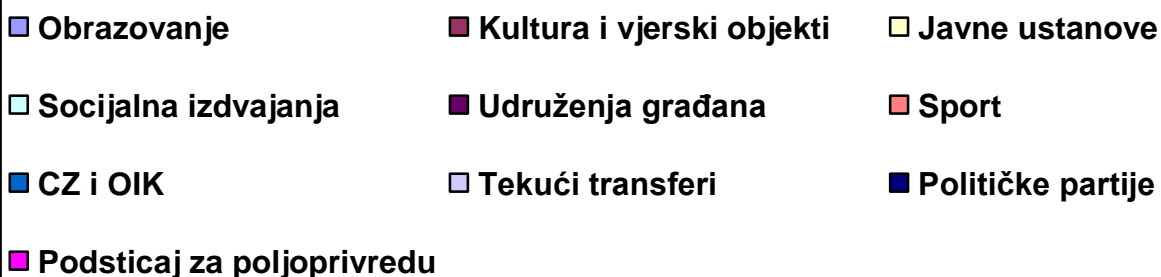 Obrazovanje Kultura i vjerski objekti Javne ustanove
Socijalna izdvajanja Udruženja građana Sport
CZ i OIK Tekući transferi Političke partije
Podsticaj za poljoprivredu